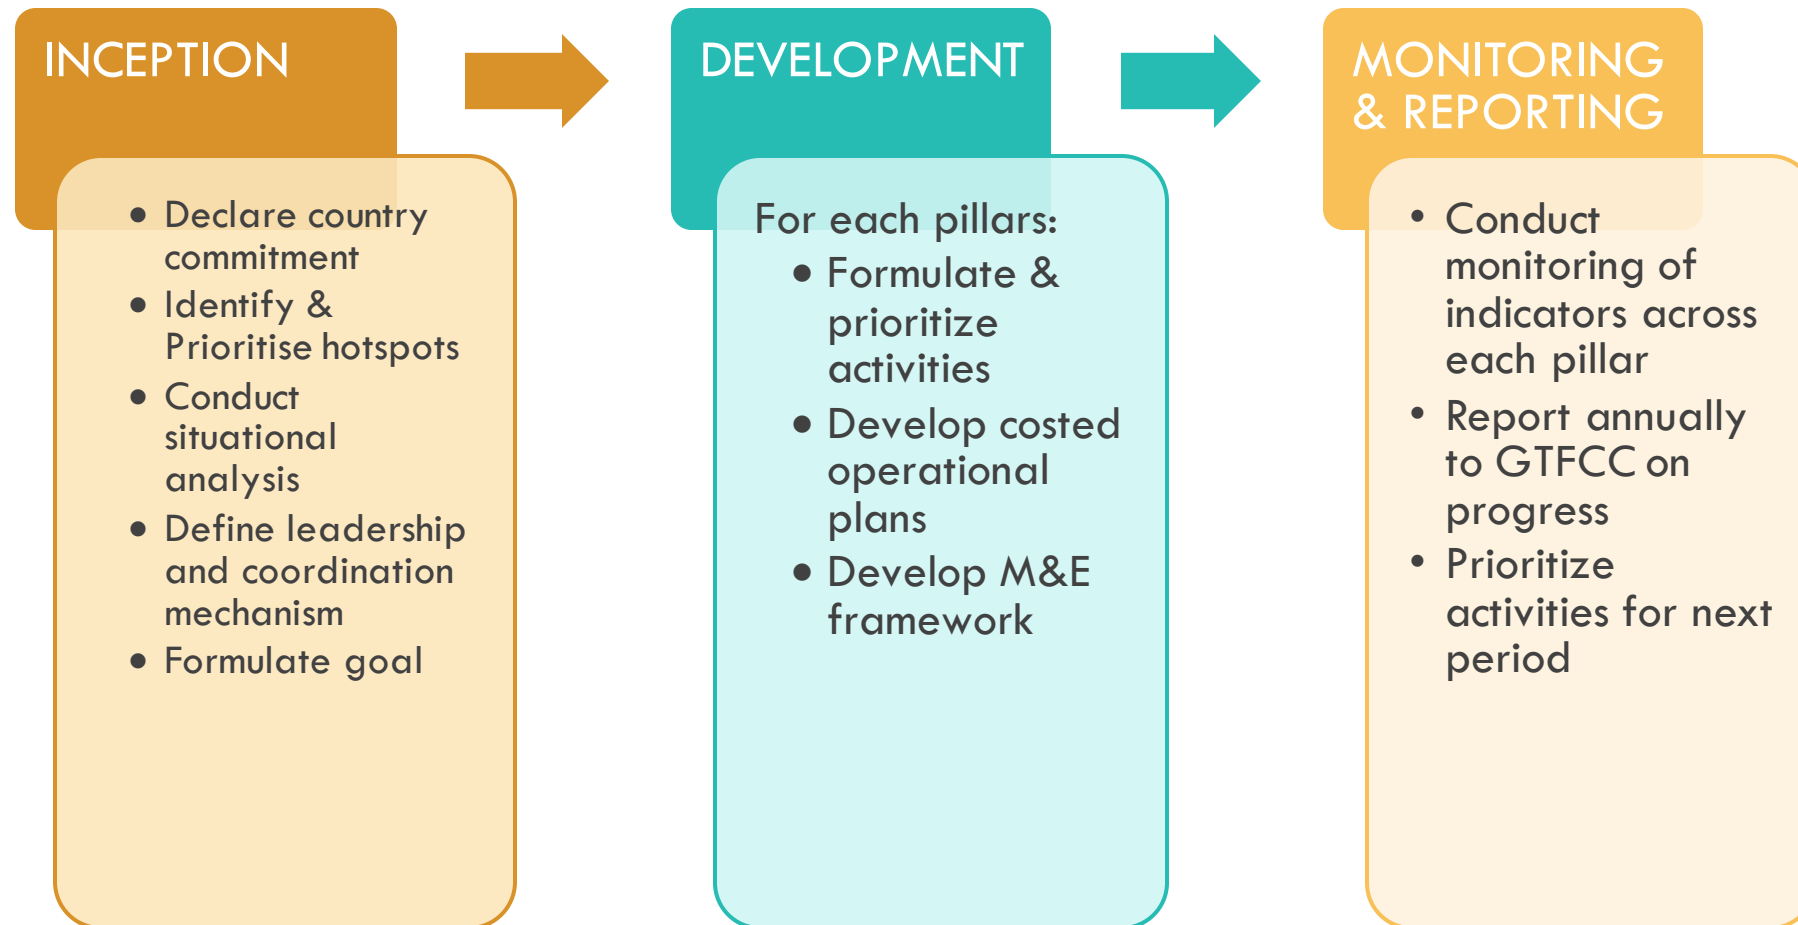 INCEPTION
• Declare country
commitment
• Identify &
Prioritise hotspots
• Conduct
situational
analysis
• Define leadership
and coordination
mechanism
• Formulate goal
DEVELOPMENT
For each pillars:
• Formulate &
prioritize
activities
• Develop costed
operational
plans
• Develop M&E
framework
MONITORING
& REPORTING
• Conduct
monitoring of
indicators across
each pillar
• Report annually
to GTFCC on
progress
• Prioritize
activities for next
period